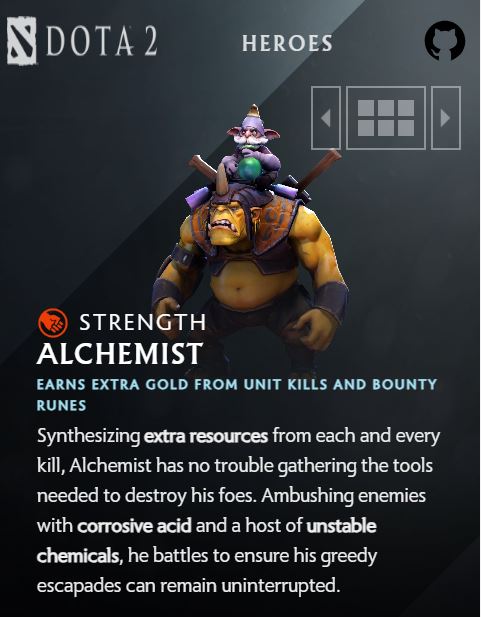 DOTA 2
HEROES
STRENGTH
ALCHEMIST
EARNS EXTRA GOLD FROM UNIT KILLS AND BOUNTY
RUNES
Synthesizing extra resources from each and every
kill, Alchemist has no trouble gathering the tools
needed to destroy his foes. Ambushing enemies
with corrosive acid and a host of unstable
chemicals, he battles to ensure his greedy
escapades can remain uninterrupted.